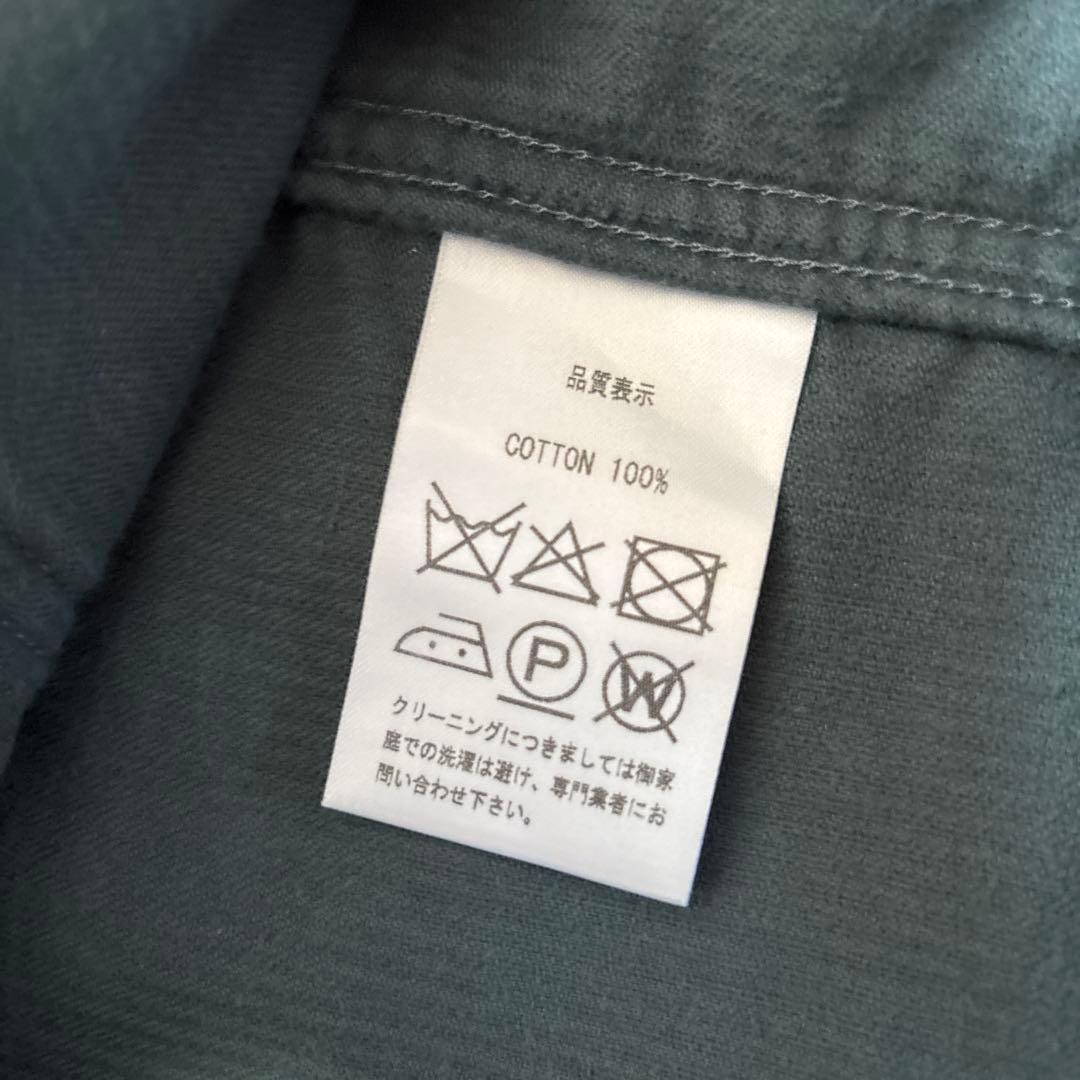 品質表示
COTTON 100%
P
W
クリーニングにつきましては御家
庭での洗濯は避け、専門業者にお
問い合わせ下さい。